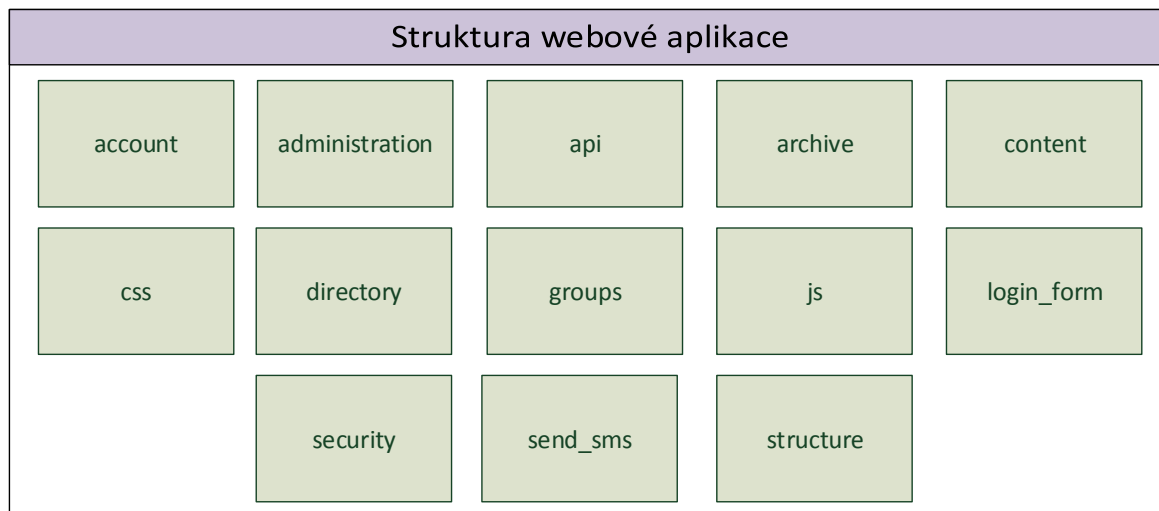 Struktura webové aplikace
account administration api archive content
css directory groups js login_form
security send_sms structure